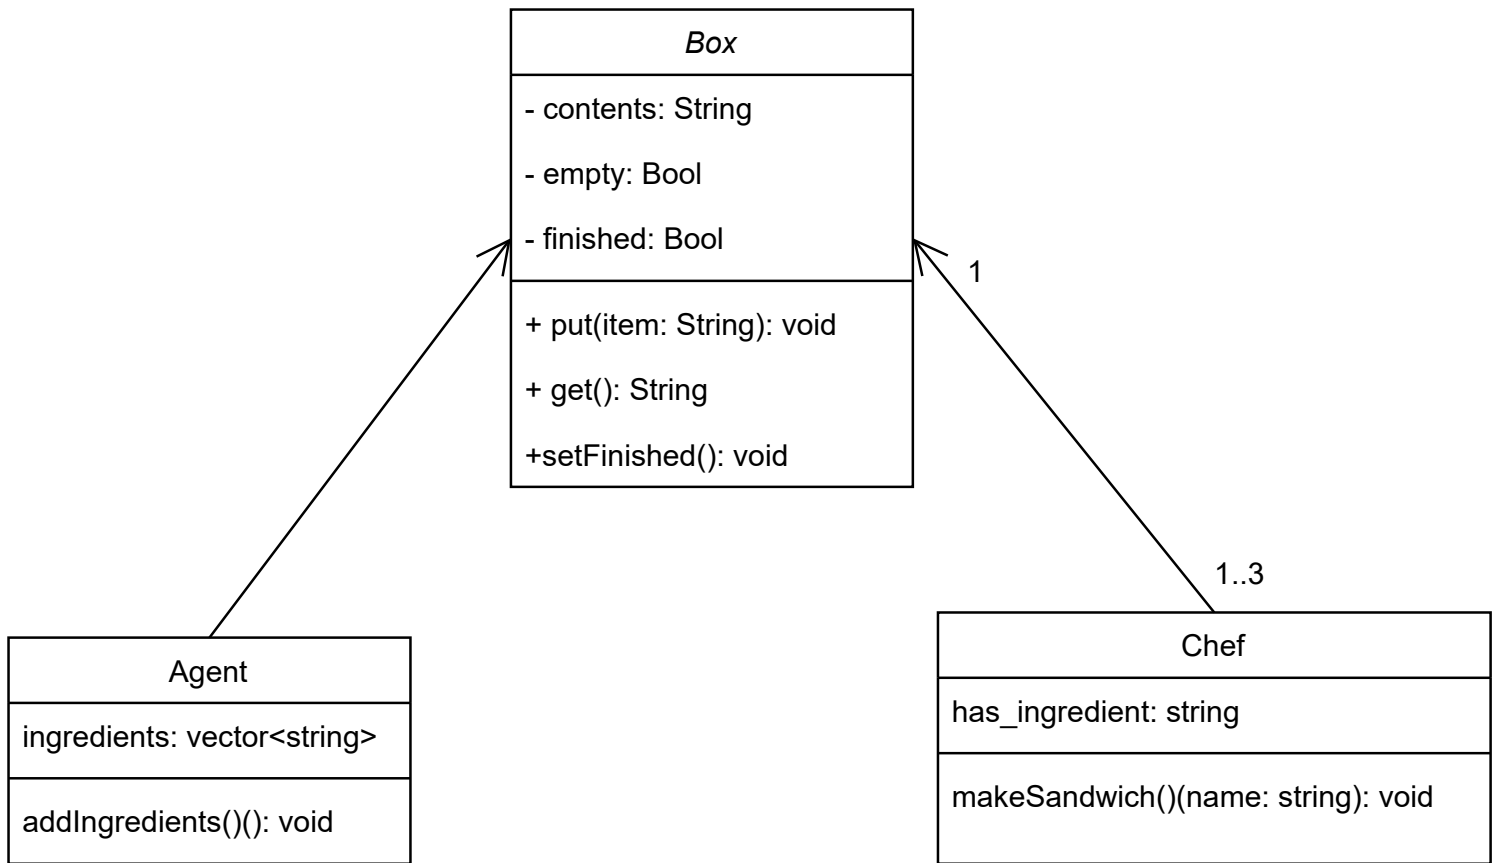 Box
- contents: String
- empty: Bool
- finished: Bool
+ put(item: String): void
+ get(): String
+setFinished(): void
1
1..3
Agent
ingredients: vector<string>
addIngredients()(): void
Chef
has_ingredient: string
makeSandwich()(name: string): void